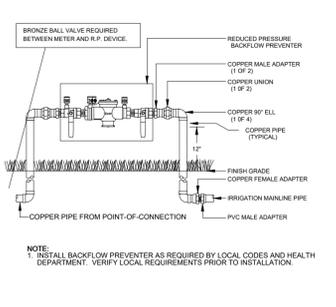 BRONZE BALL VALVE REQUIRED
BETWEEN METER AND R.P. DEVICE.
REDUCED PRESSURE
BACKFLOW PREVENTER
COPPER MALE ADAPTER
(1 OF 2)
COPPER UNION
(1 OF 2)
COPPER 90° ELL
(1 OF 4)
COPPER PIPE
(TYPICAL)
12"
FINISH GRADE
COPPER FEMALE ADAPTER
IRRIGATION MAINLINE PIPE
PVC MALE ADAPTER
COPPER PIPE FROM POINT-OF-CONNECTION
NOTE:
1. INSTALL BACKFLOW PREVENTER AS REQUIRED BY LOCAL CODES AND HEALTH
DEPARTMENT. VERIFY LOCAL REQUIREMENTS PRIOR TO INSTALLATION.